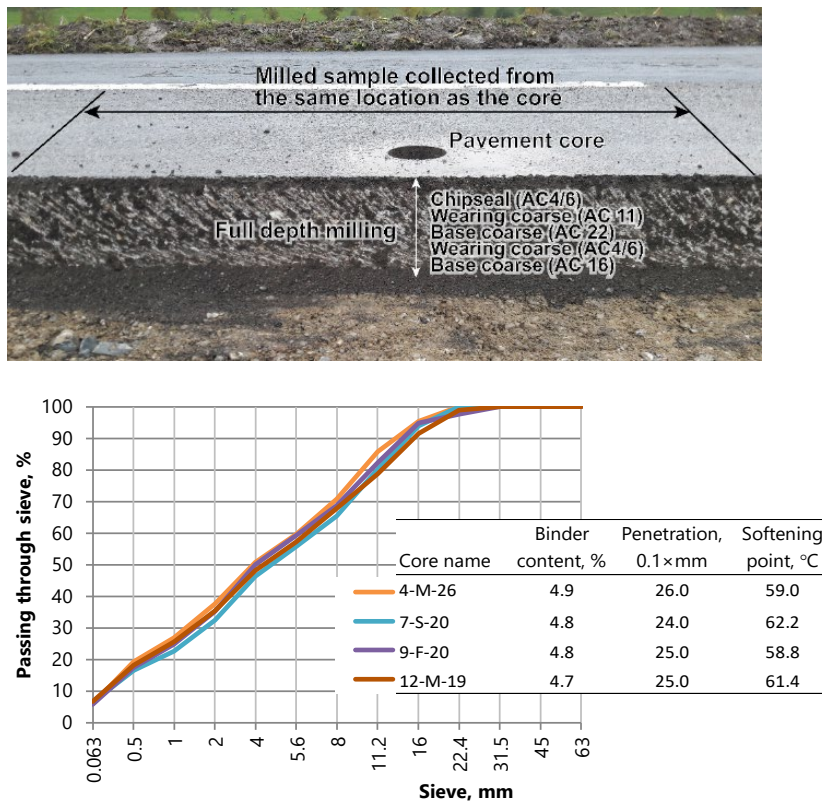 Milled sample collected from
the same location as the core
Pavement core
Full depth milling
Chipseal (AC4/6)
Wearing coarse (AC 11)
Base coarse (AC 22)
Wearing coarse (AC4/6)
Base coarse (AC 16)
Passing through sieve, %
100
90
80
70
60
50
40
30
20
10
0
Core name Binder content, % Penetration, 0.1×mm Softening point, °C
4-M-26 4.9 26.0 59.0
7-S-20 4.8 24.0 62.2
9-F-20 4.8 25.0 58.8
12-M-19 4.7 25.0 61.4
0.063 0.5 1 2 4 5.6 8 11.2 16 22.4 31.5 45 63
Sieve, mm